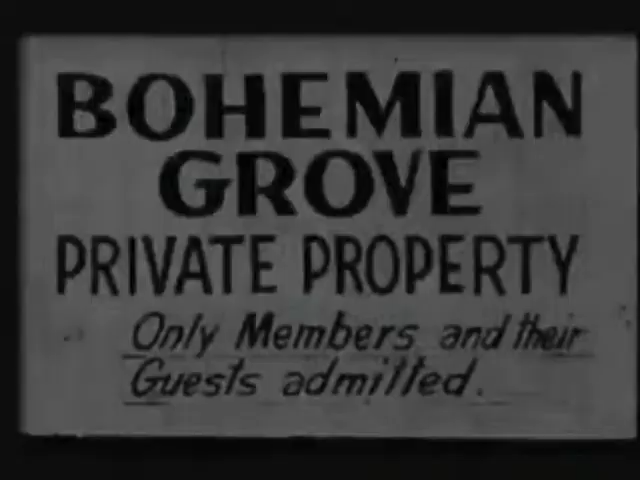 BOHEMIAN
GROVE
PRIVATE PROPERTY
Only Members and their
Guests admitted.